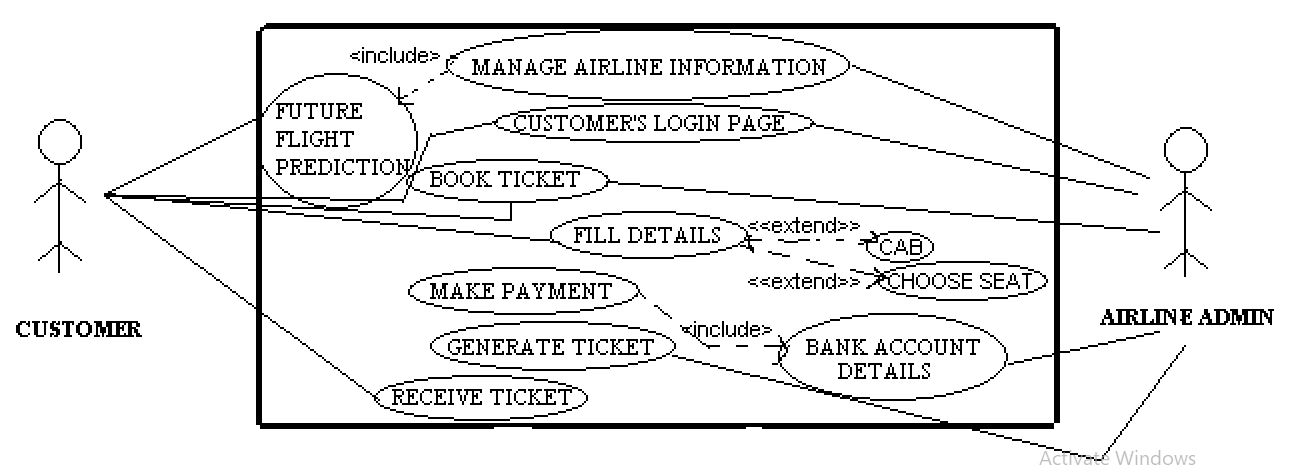 <include>
MANAGE AIRLINE INFORMATION
FUTURE
FLIGHT
PREDICTION
CUSTOMER'S LOGIN PAGE
BOOK TICKET
FILL DETAILS
<<extend>>
CAB
<<extend>>
CHOOSE SEAT
MAKE PAYMENT
<include>
GENERATE TICKET
BANK ACCOUNT
DETAILS
RECEIVE TICKET
CUSTOMER
AIRLINE ADMIN
Activate Windows